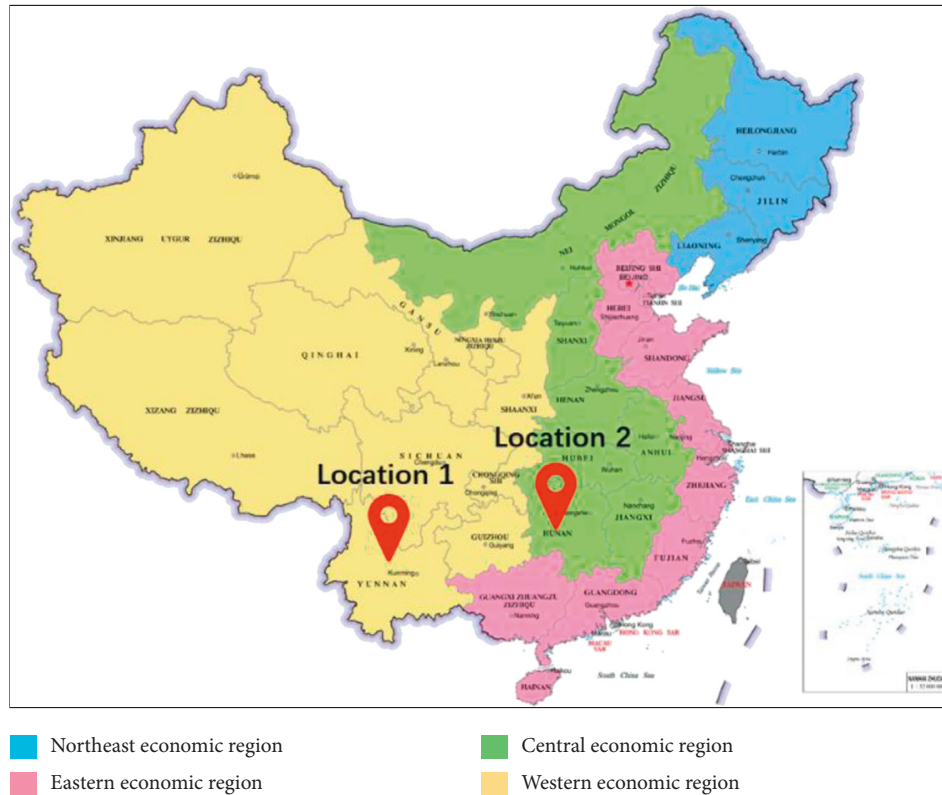 HEILONGJIANG
Harbin
Changchun
JILIN
LIAONING
Shenyang
Ürümqi
XINJIANG UYGUR ZIZHIQU
NEI MONGOL ZIZHIQU
Hohhot
BEIJING SHI
BEIJING
Tianjin
TIANJIN SHI
Bo Hai
HEBEI
Shijiazhuang
GANSU
Yinchuan
NINGXIA HUIZU
ZIZHIQU
Taiyuan
SHANXI
Jinan
SHANDONG
QINGHAI
Xining
Lanzhou
Yellow Sea
Zhengzhou
HENAN
JIANGSU
XIZANG ZIZHIQU
Xi'an
SHAANXI
Location 2
Hefei
ANHUI
Nanjing
Shanghai
SHANGHAI SHI
Lhasa
SICHUAN
Chengdu
HUBEI
Wuhan
Hangzhou
Location 1
CHONGQING
SHI
Chongqing
ZHEJIANG
East China Sea
Nanchang
JIANGXI
HUNAN
GUIZHOU
Guiyang
Fuzhou
FUJIAN
Kunming
YUNNAN
Taipei
TAIWAN
GUANGXI ZHUANGZU
ZIZHIQU
Nanning
GUANGDONG
Guangzhou
Hong Kong
HONG KONG SAR
Macau
MACAU
SAR
Haikou
HAINAN
South China Sea
Northeast economic region
Central economic region
Eastern economic region
Western economic region